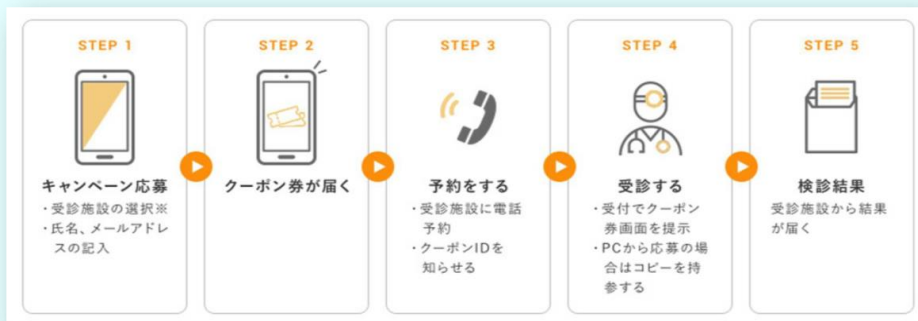 STEP 1
キャンペーン応募
・受診施設の選択※
・氏名、メールアドレ
スの記入
STEP 2
クーポン券が届く
STEP 3
予約をする
・受診施設に電話
予約
・クーポンIDを
知らせる
STEP 4
受診する
・受付でクーポン
券画面を提示
・PCから応募の場
合はコピーを持
参する
STEP 5
検診結果
受診施設から結果
が届く